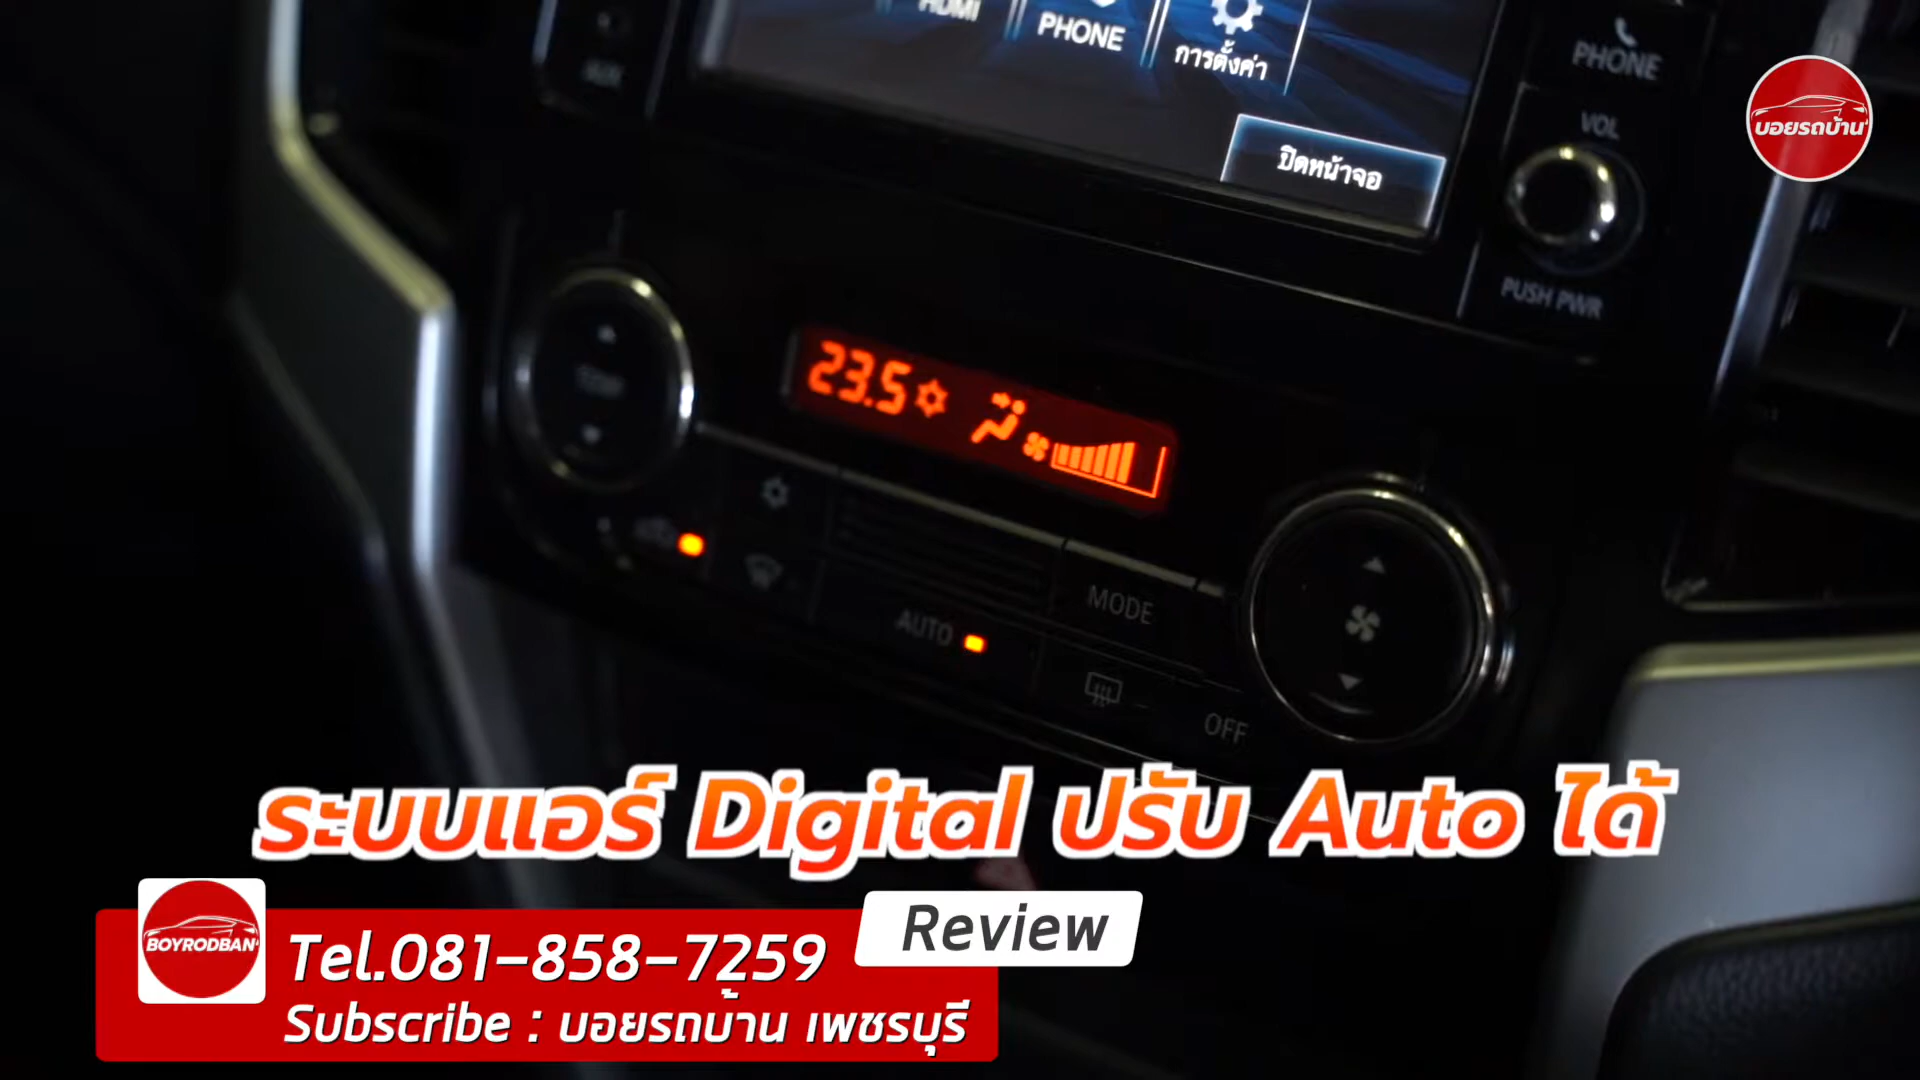 HDMI
PHONE
การตั้งค่า
ปิดหน้าจอ
AUX
PHONE
VOL
PUSH PWR
บอยรถบ้าน
TEMP
23.5
AUTO
MODE
OFF
ระบบแอร์ Digital ปรับ Auto ได้
Review
BOYRODBAN
Tel.081-858-7259
Subscribe : บอยรถบ้าน เพชรบุรี